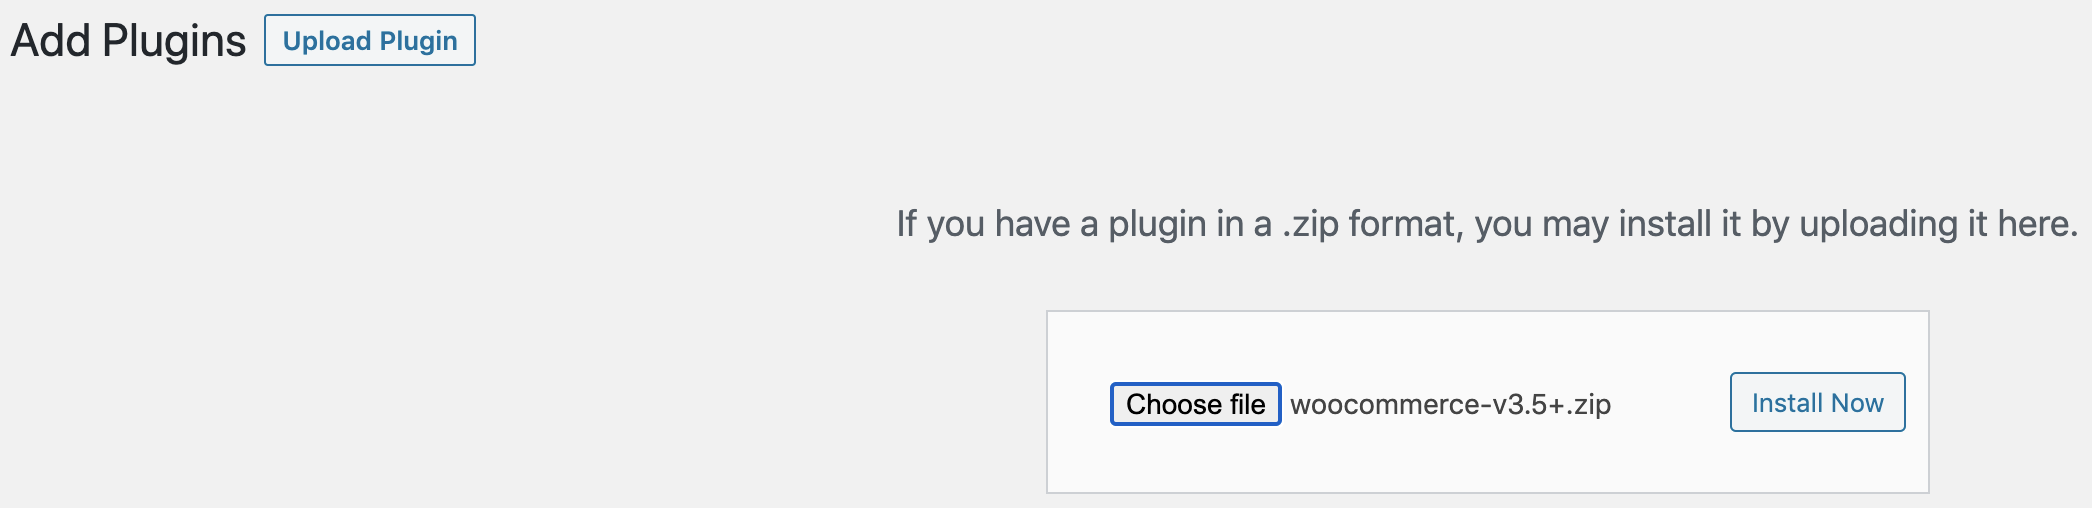 Add Plugins Upload Plugin
If you have a plugin in a .zip format, you may install it by uploading it here.
Choose file woocommerce-v3.5+.zip Install Now